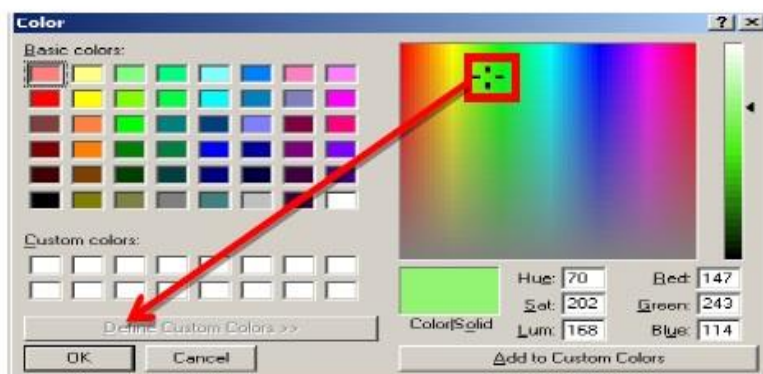 Color
Basic colors:
Custom colors:
Define Custom Colors >>
OK Cancel
Color|Solid
Hue: 70 Red: 147
Sat: 202 Green: 243
Lum: 168 Blue: 114
Add to Custom Colors